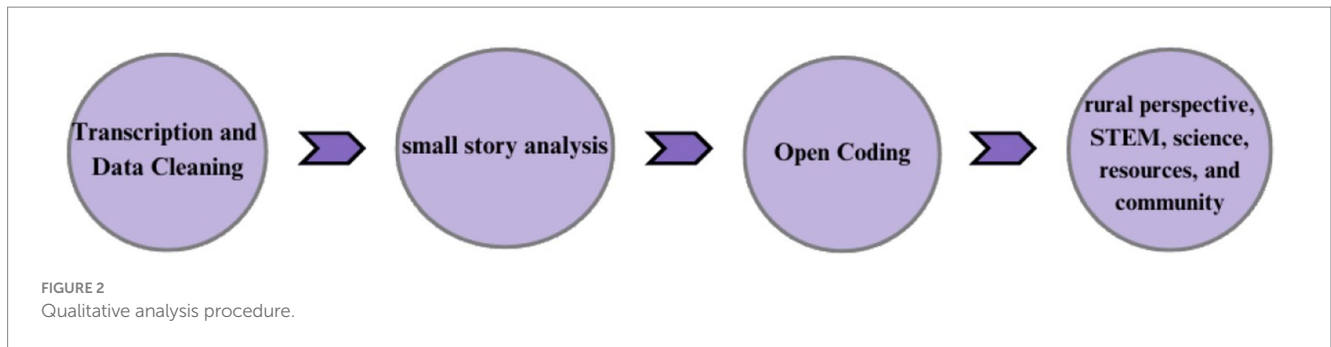 Transcription and
Data Cleaning
small story analysis
Open Coding
rural perspective,
STEM, science,
resources, and
community
FIGURE 2
Qualitative analysis procedure.